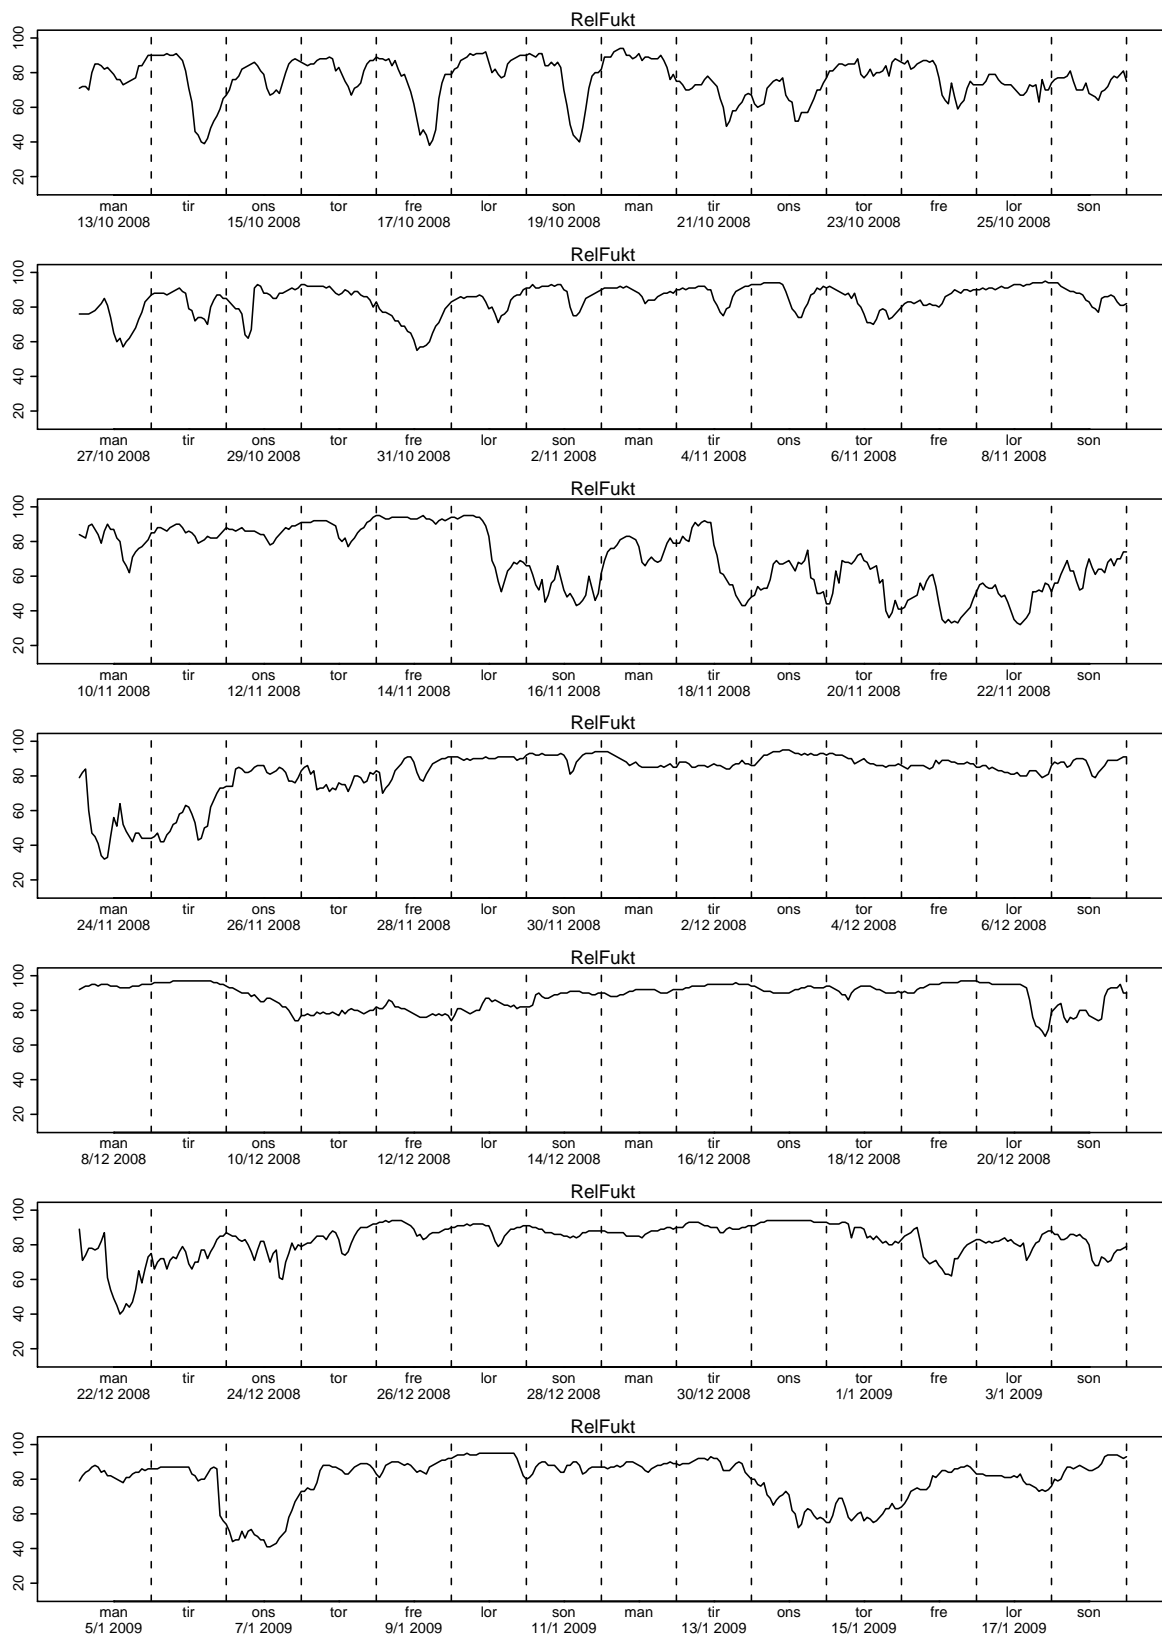 RelFukt
100
80
60
40
20
man tir ons tor fre lor son man tir ons tor fre lor son
13/10 2008 15/10 2008 17/10 2008 19/10 2008 21/10 2008 23/10 2008 25/10 2008
RelFukt
100
80
60
40
20
man tir ons tor fre lor son man tir ons tor fre lor son
27/10 2008 29/10 2008 31/10 2008 2/11 2008 4/11 2008 6/11 2008 8/11 2008
RelFukt
100
80
60
40
20
man tir ons tor fre lor son man tir ons tor fre lor son
10/11 2008 12/11 2008 14/11 2008 16/11 2008 18/11 2008 20/11 2008 22/11 2008
RelFukt
100
80
60
40
20
man tir ons tor fre lor son man tir ons tor fre lor son
24/11 2008 26/11 2008 28/11 2008 30/11 2008 2/12 2008 4/12 2008 6/12 2008
RelFukt
100
80
60
40
20
man tir ons tor fre lor son man tir ons tor fre lor son
8/12 2008 10/12 2008 12/12 2008 14/12 2008 16/12 2008 18/12 2008 20/12 2008
RelFukt
100
80
60
40
20
man tir ons tor fre lor son man tir ons tor fre lor son
22/12 2008 24/12 2008 26/12 2008 28/12 2008 30/12 2008 1/1 2009 3/1 2009
RelFukt
100
80
60
40
20
man tir ons tor fre lor son man tir ons tor fre lor son
5/1 2009 7/1 2009 9/1 2009 11/1 2009 13/1 2009 15/1 2009 17/1 2009